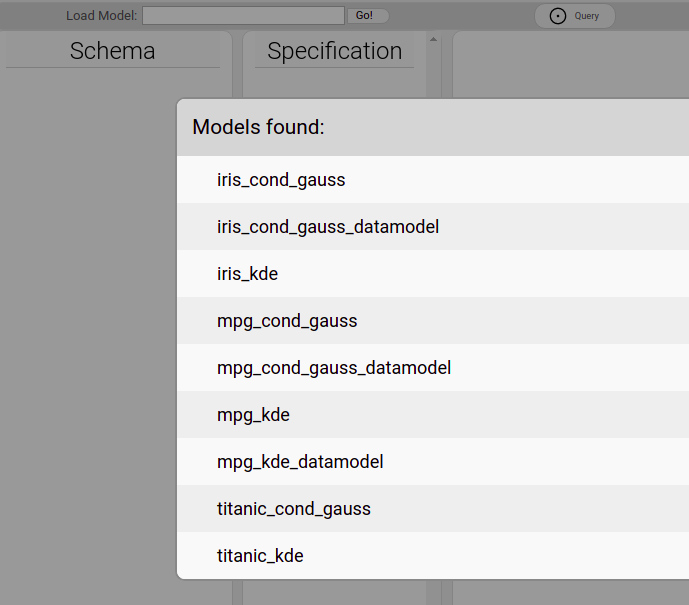 Load Model: Go! Query
Schema Specification
Models found:
iris_cond_gauss
iris_cond_gauss_datamodel
iris_kde
mpg_cond_gauss
mpg_cond_gauss_datamodel
mpg_kde
mpg_kde_datamodel
titanic_cond_gauss
titanic_kde